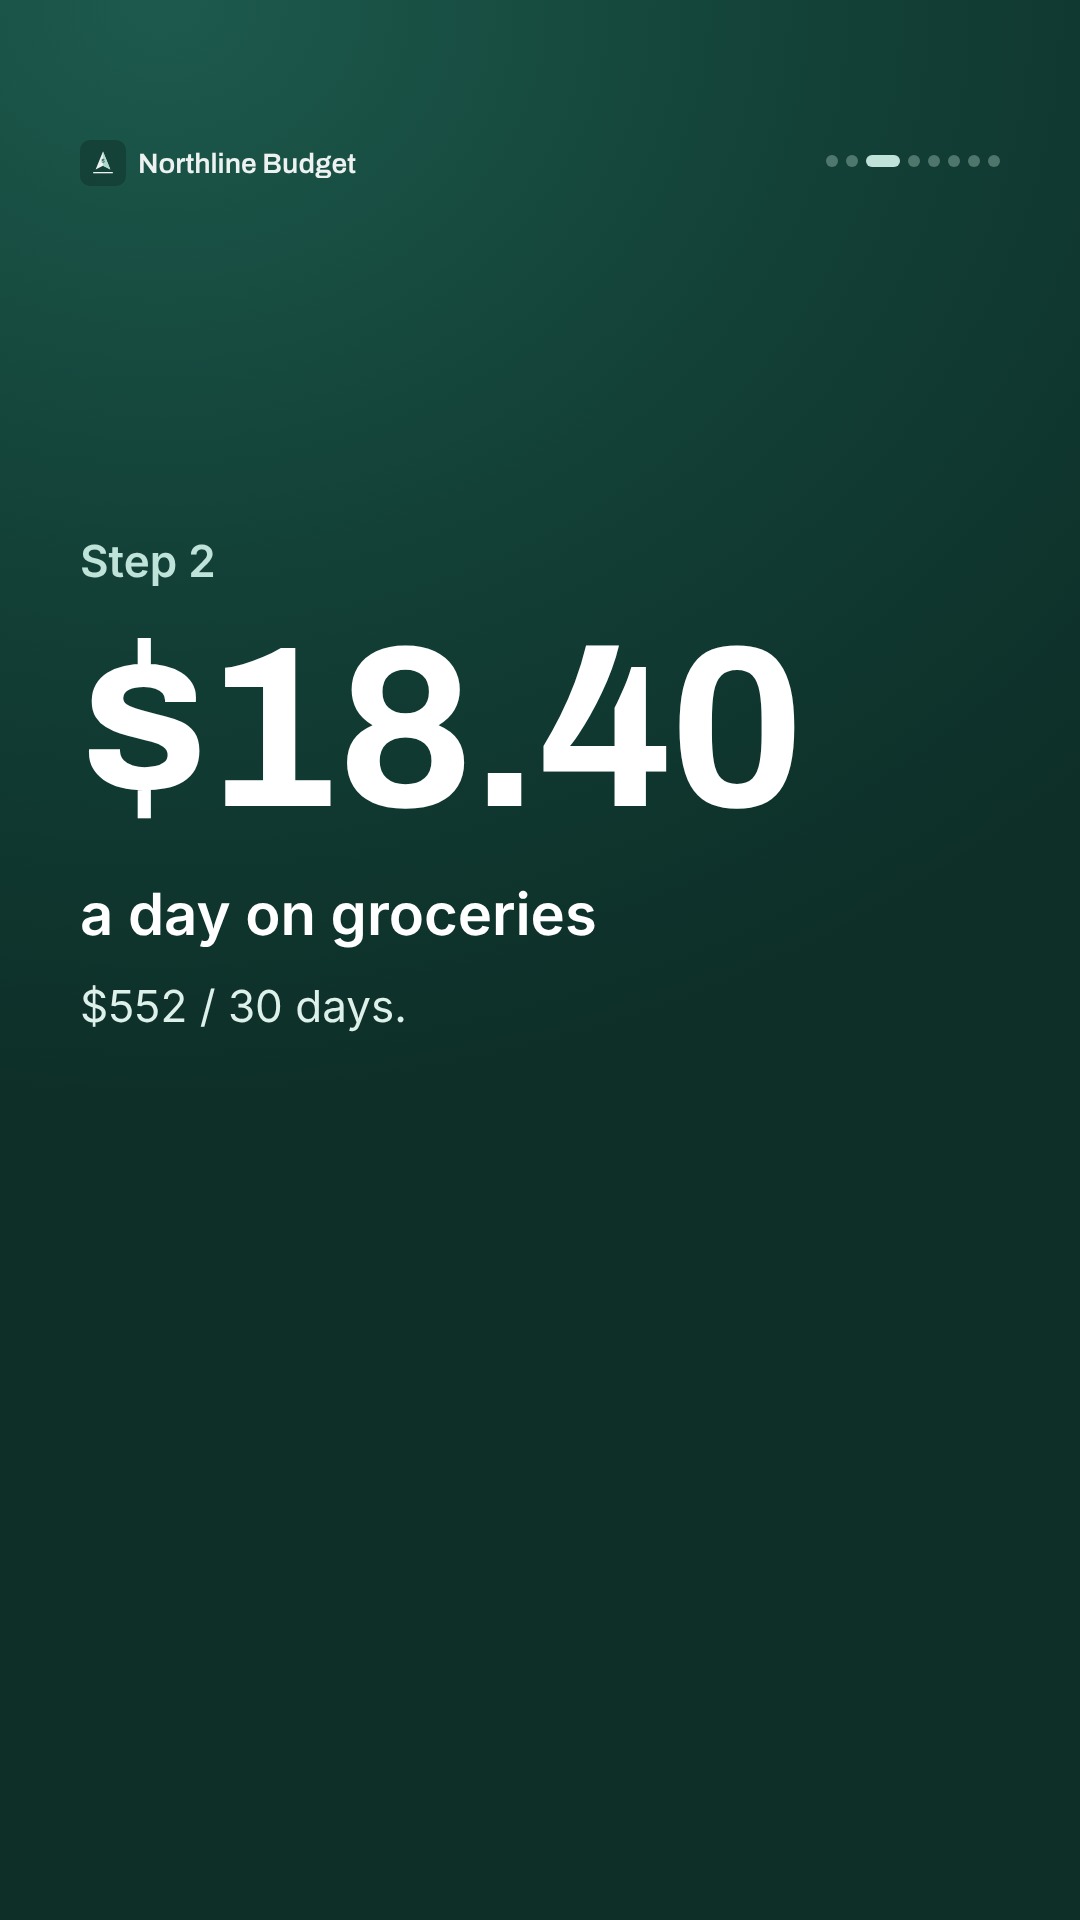 Northline Budget
Step 2
$18.40
a day on groceries
$552 / 30 days.